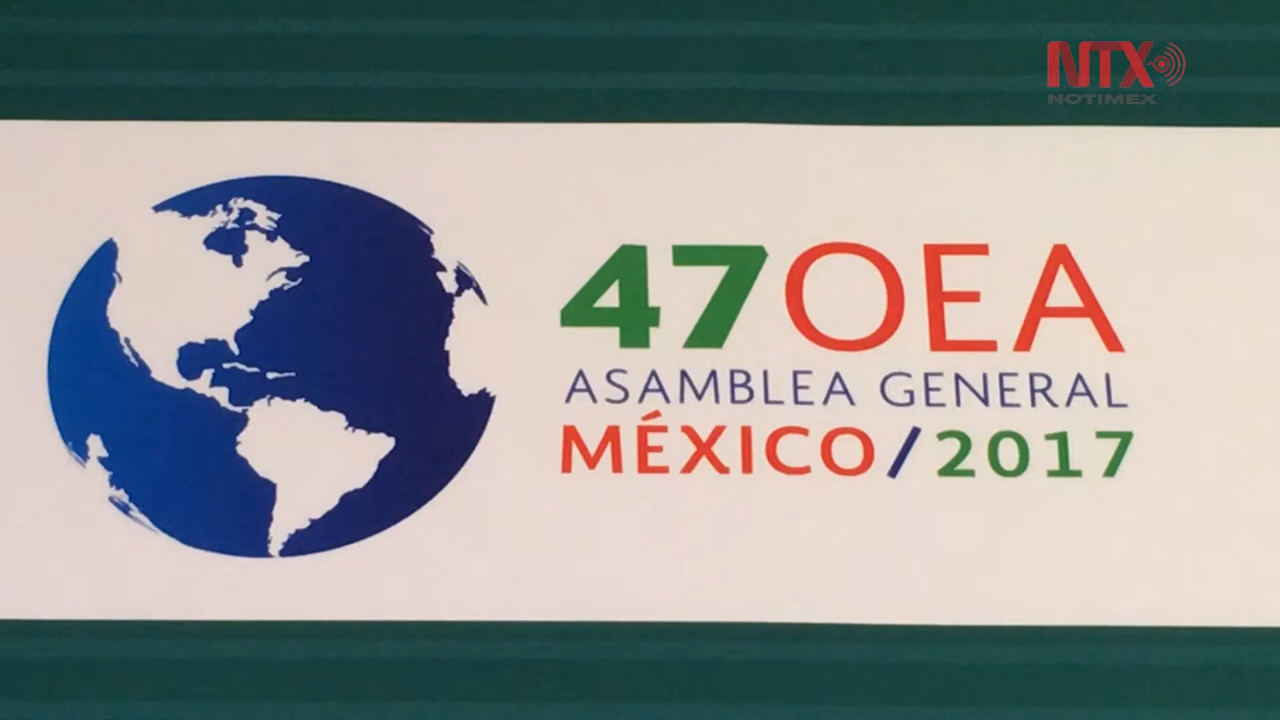 NTX
NOTIMEX
47OEA
ASAMBLEA GENERAL
MÉXICO/2017